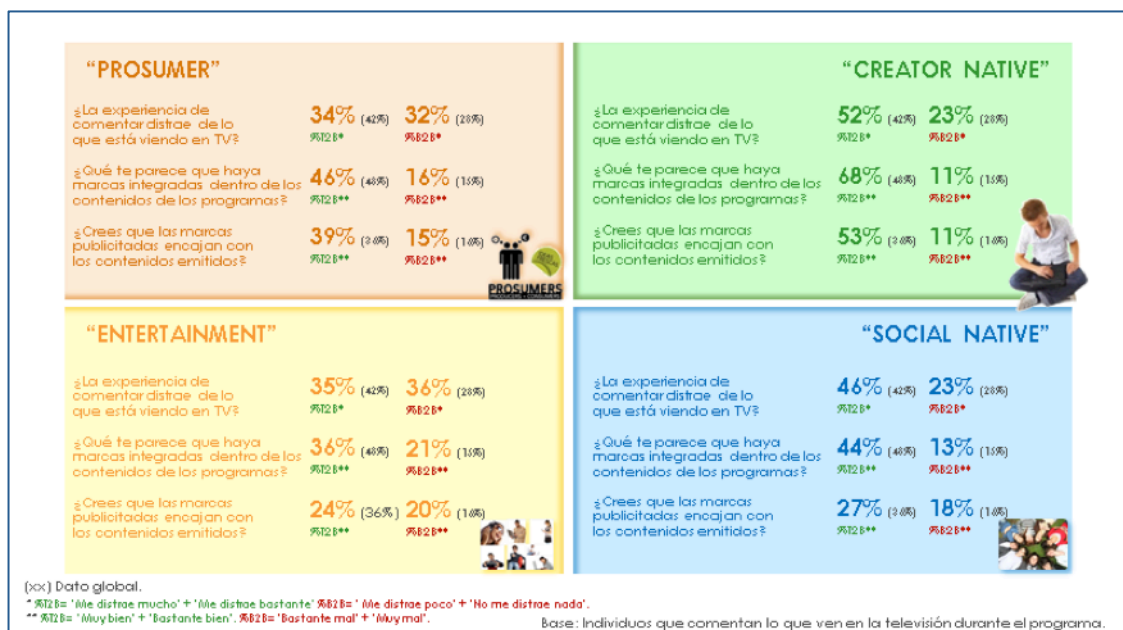 “PROSUMER”
¿La experiencia de
comentar distrae de lo
que está viendo en TV?
34% (42%) 32% (28%)
%T2B* %B2B*
¿Qué te parece que haya
marcas integradas dentro de los
contenidos de los programas?
46% (48%) 16% (15%)
%T2B** %B2B**
¿Crees que las marcas
publicitadas encajan con
los contenidos emitidos?
39% (36%) 15% (16%)
%T2B** %B2B**
PROSUMERS
“CREATOR NATIVE”
¿La experiencia de
comentar distrae de lo
que está viendo en TV?
52% (42%) 23% (28%)
%T2B* %B2B*
¿Qué te parece que haya
marcas integradas dentro de los
contenidos de los programas?
68% (48%) 11% (15%)
%T2B** %B2B**
¿Crees que las marcas
publicitadas encajan con
los contenidos emitidos?
53% (36%) 11% (16%)
%T2B** %B2B**
“ENTERTAINMENT”
¿La experiencia de
comentar distrae de lo
que está viendo en TV?
35% (42%) 36% (28%)
%T2B* %B2B*
¿Qué te parece que haya
marcas integradas dentro de los
contenidos de los programas?
36% (48%) 21% (15%)
%T2B** %B2B**
¿Crees que las marcas
publicitadas encajan con
los contenidos emitidos?
24% (36%) 20% (16%)
%T2B** %B2B**
“SOCIAL NATIVE”
¿La experiencia de
comentar distrae de lo
que está viendo en TV?
46% (42%) 23% (28%)
%T2B* %B2B*
¿Qué te parece que haya
marcas integradas dentro de los
contenidos de los programas?
44% (48%) 13% (15%)
%T2B** %B2B**
¿Crees que las marcas
publicitadas encajan con
los contenidos emitidos?
27% (36%) 18% (16%)
%T2B** %B2B**
(xx) Dato global.
* %T2B= 'Me distrae mucho' + 'Me distrae bastante' %B2B= ' Me distrae poco' + 'No me distrae nada'.
** %T2B= 'Muy bien' + 'Bastante bien'. %B2B= 'Bastante mal' + 'Muy mal'.
Base: Individuos que comentan lo que ven en la televisión durante el programa.